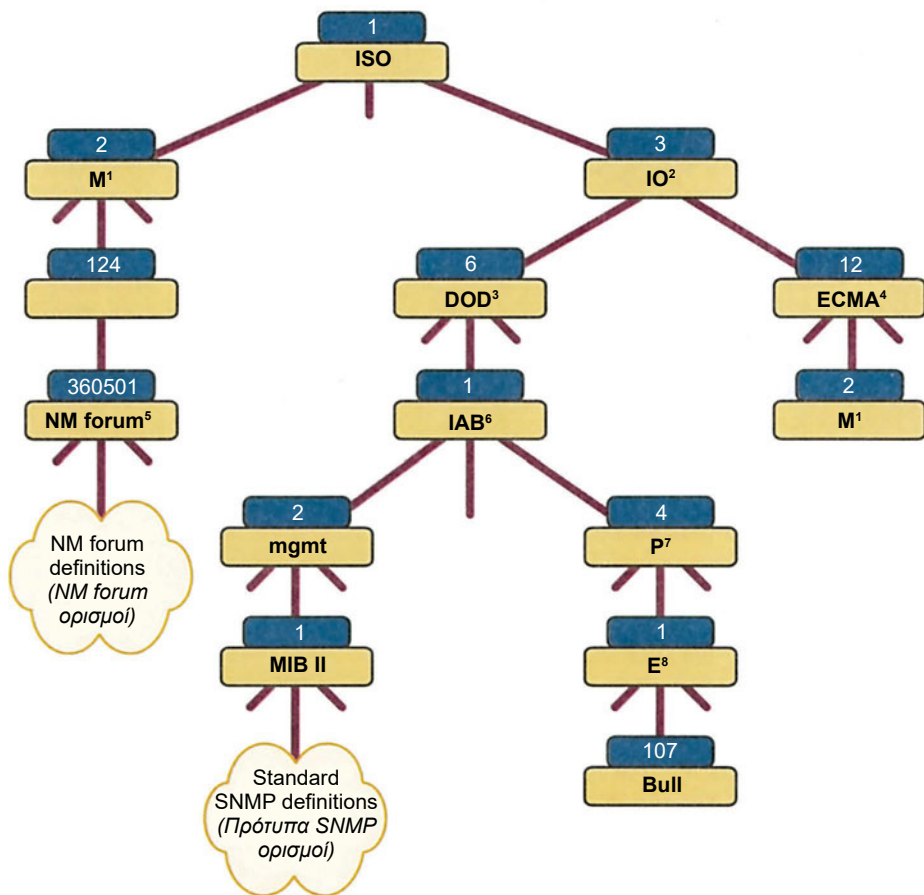 1
ISO
2
M¹
3
IO²
124
6
DOD³
12
ECMA⁴
360501
NM forum⁵
1
IAB⁶
2
M¹
NM forum
definitions
(NM forum
ορισμοί)
2
mgmt
4
P⁷
1
MIB II
1
E⁸
Standard
SNMP definitions
(Πρότυπα SNMP
ορισμοί)
107
Bull